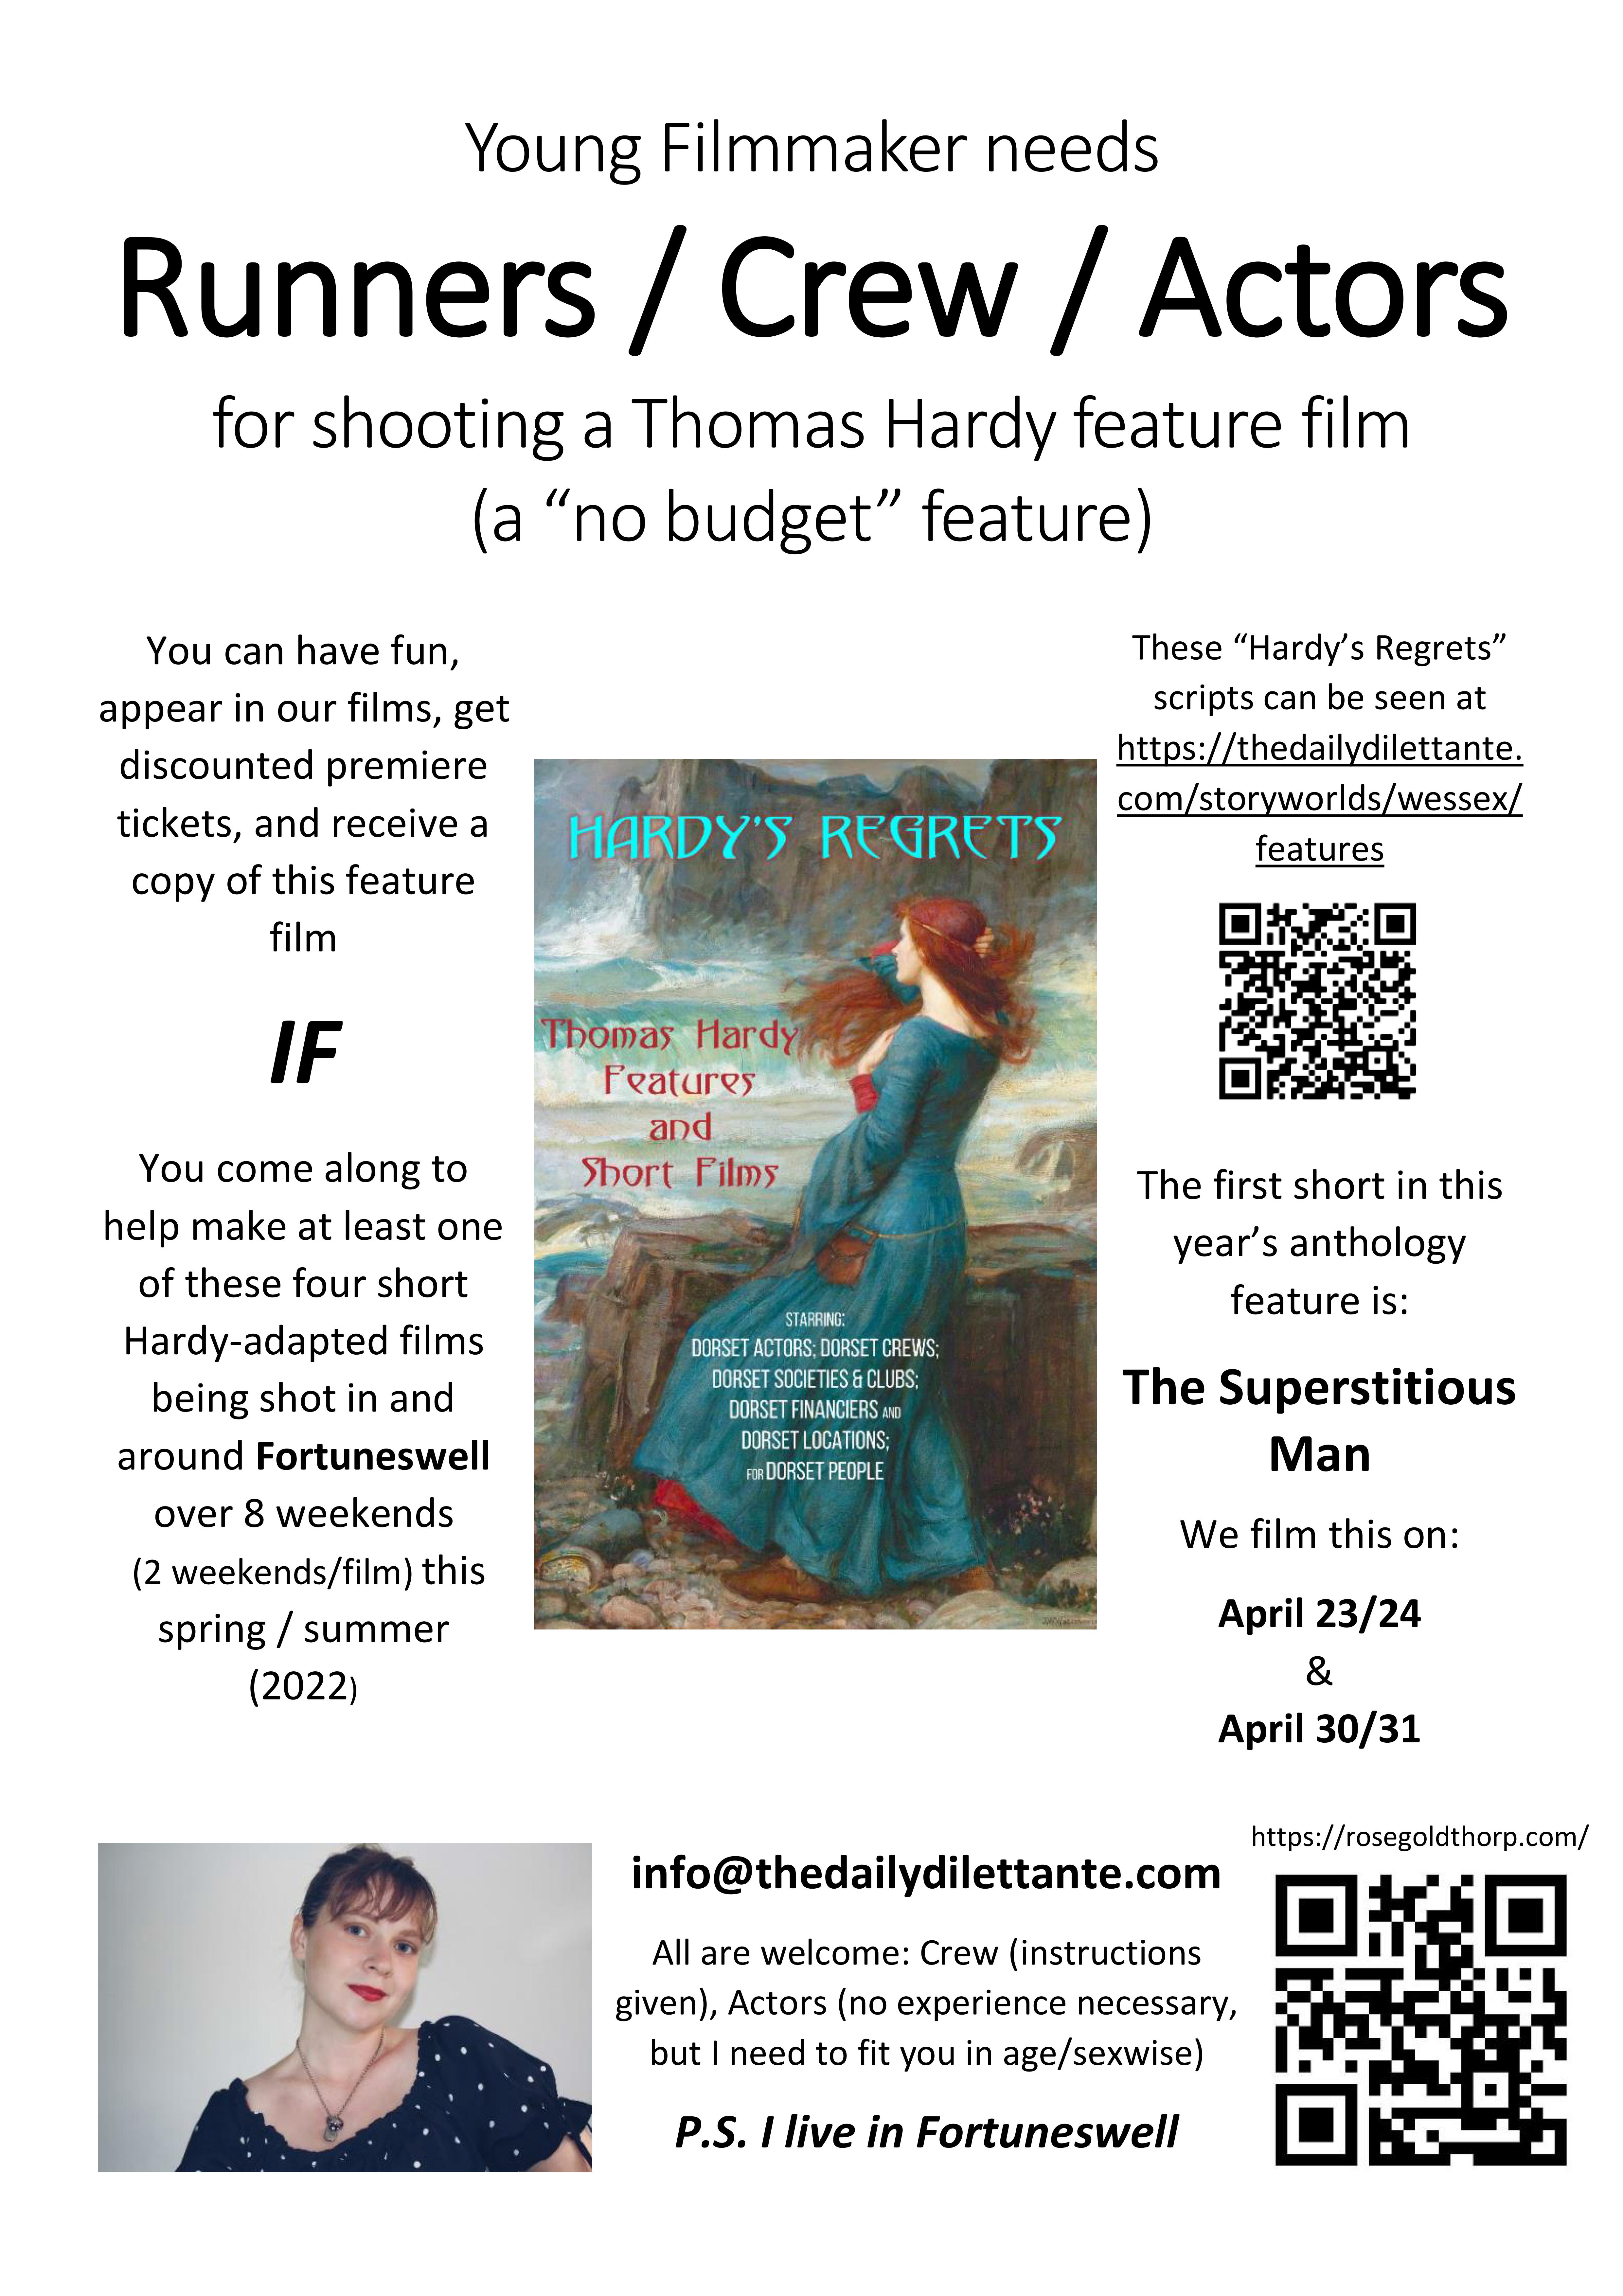 Young Filmmaker needs
Runners / Crew / Actors
for shooting a Thomas Hardy feature film
(a “no budget” feature)
You can have fun,
appear in our films, get
discounted premiere
tickets, and receive a
copy of this feature
film
IF
You come along to
help make at least one
of these four short
Hardy-adapted films
being shot in and
around Fortuneswell
over 8 weekends
(2 weekends/film) this
spring / summer
(2022)
HARDY'S REGRETS
Thomas Hardy
Features
and
Short Films
STARRING:
DORSET ACTORS; DORSET CREWS;
DORSET SOCIETIES & CLUBS;
DORSET FINANCIERS AND
DORSET LOCATIONS;
FOR DORSET PEOPLE
These “Hardy’s Regrets”
scripts can be seen at
https://thedailydilettante.
com/storyworlds/wessex/
features
The first short in this
year’s anthology
feature is:
The Superstitious
Man
We film this on:
April 23/24
&
April 30/31
info@thedailydilettante.com
All are welcome: Crew (instructions
given), Actors (no experience necessary,
but I need to fit you in age/sexwise)
P.S. I live in Fortuneswell
https://rosegoldthorp.com/